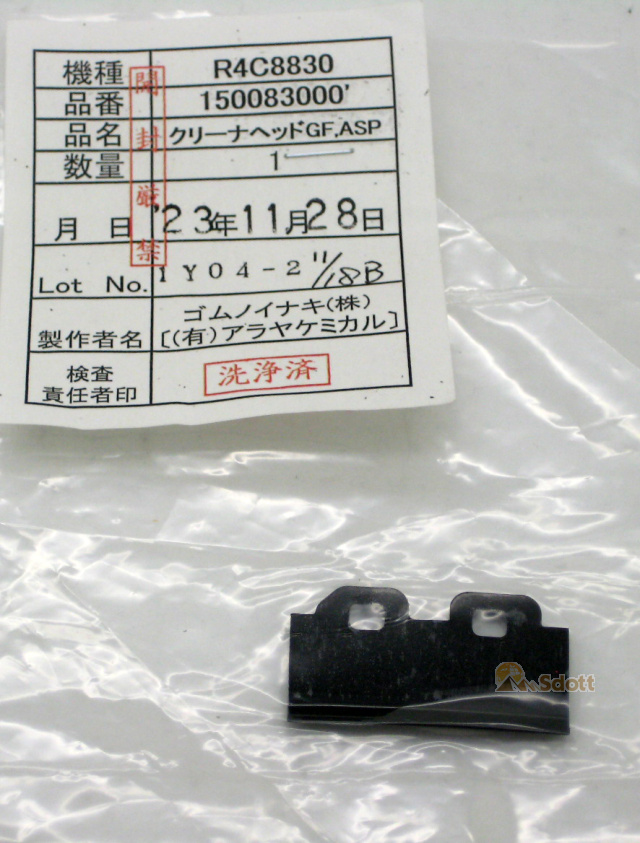 機種 R4C8830
品番 150083000'
品名 クリーナヘッドGF,ASP
数量 1
月 日 '23年11月28日
Lot No. 1Y04-2 11/18B
製作者名 ゴムノイナキ(株)
[(有)アラヤケミカル]
検査
責任者印 洗浄済
開封厳禁
Sdott